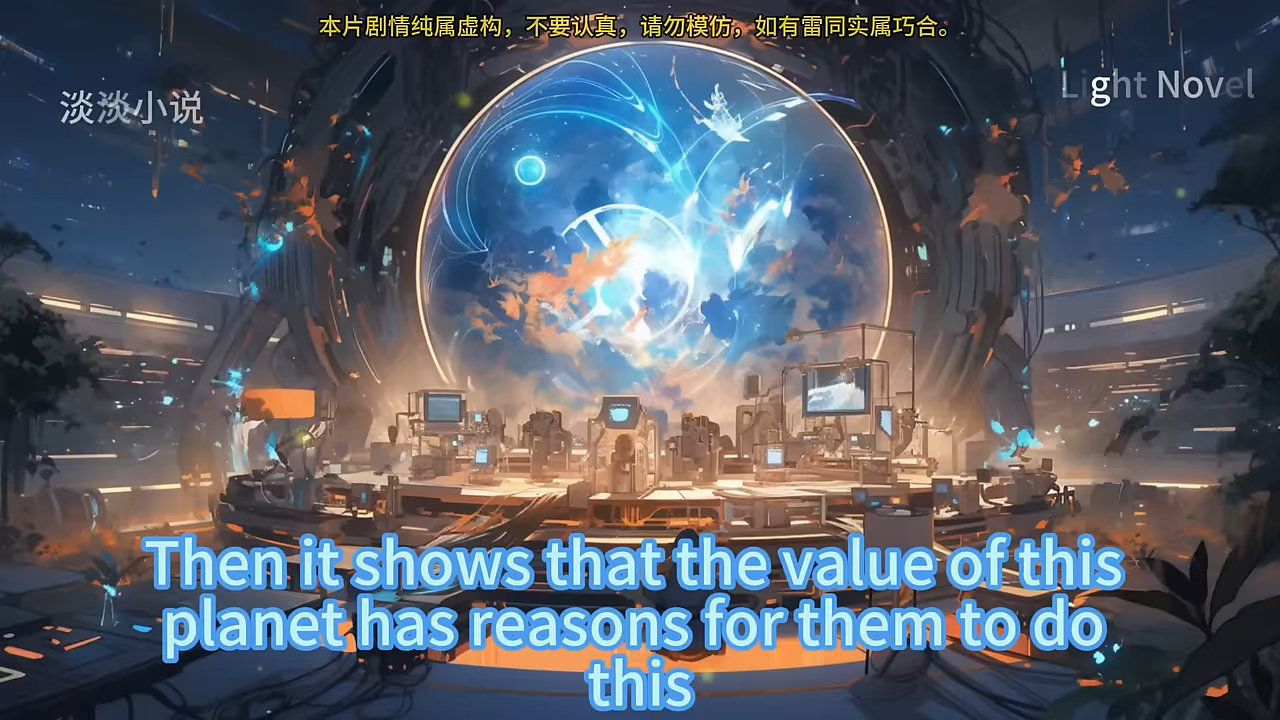 本片剧情纯属虚构，不要认真，请勿模仿，如有雷同实属巧合。
淡淡小说
Light Novel
Then it shows that the value of this
planet has reasons for them to do
this